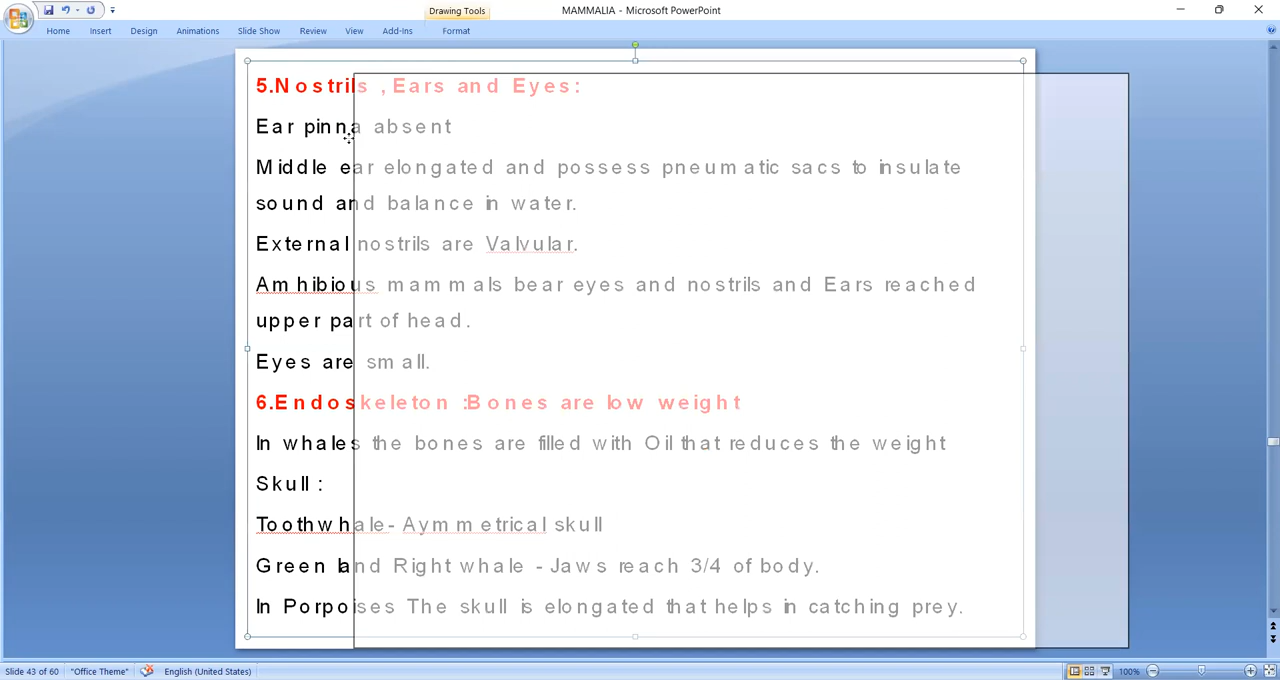 Drawing Tools
MAMMALIA - Microsoft PowerPoint
Home Insert Design Animations Slide Show Review View Add-Ins Format
5.Nostrils ,Ears and Eyes:
Ear pinna absent
Middle ear elongated and possess pneumatic sacs to insulate
sound and balance in water.
External nostrils are Valvular.
Amhibious mammals bear eyes and nostrils and Ears reached
upper part of head.
Eyes are small.
6.Endoskeleton :Bones are low weight
In whales the bones are filled with Oil that reduces the weight
Skull :
Toothwhale- Aymmetrical skull
Green land Right whale - Jaws reach 3/4 of body.
In Porpoises The skull is elongated that helps in catching prey.
Slide 43 of 60 "Office Theme" English (United States) 100%